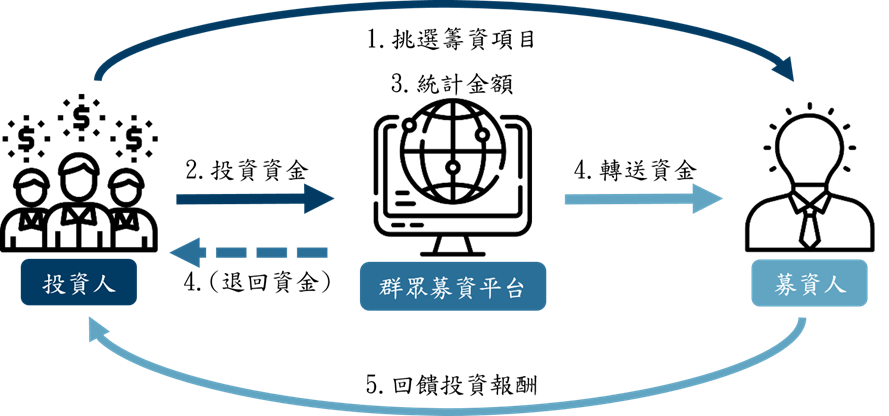 1.挑選籌資項目
3.統計金額
$ $ $
2.投資資金
4.轉送資金
4.(退回資金)
投資人
群眾募資平台
募資人
5.回饋投資報酬